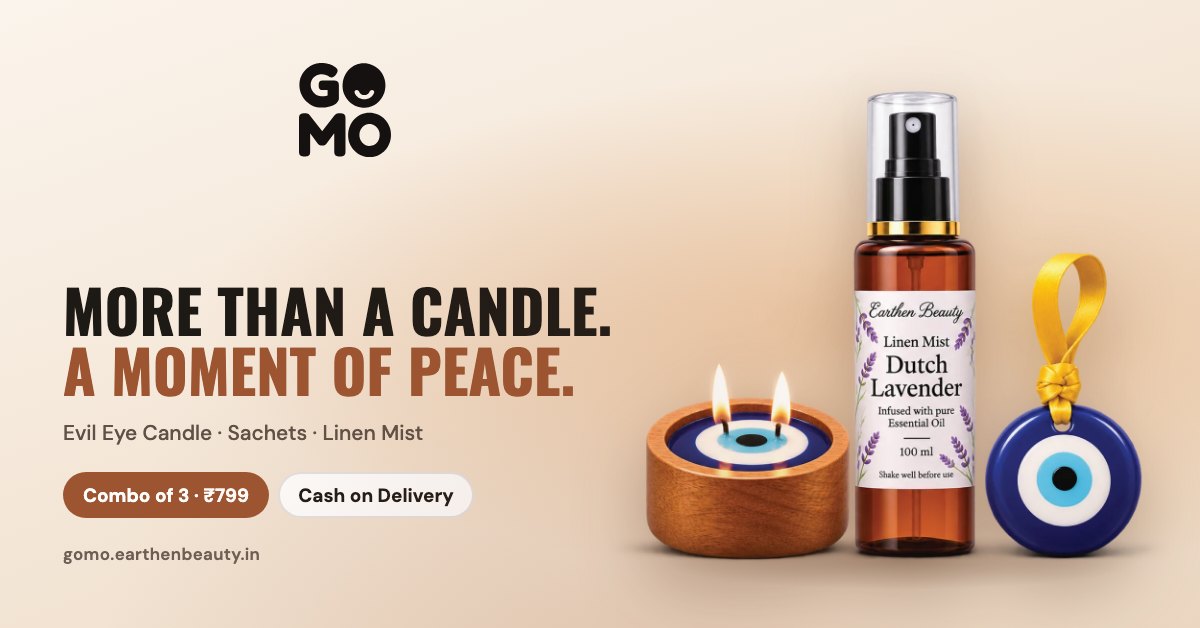 GO
MO
MORE THAN A CANDLE.
A MOMENT OF PEACE.
Evil Eye Candle · Sachets · Linen Mist
Combo of 3 · ₹799
Cash on Delivery
gomo.earthenbeauty.in
Earthen Beauty
Linen Mist
Dutch
Lavender
Infused with pure
Essential Oil
100 ml
Shake well before use